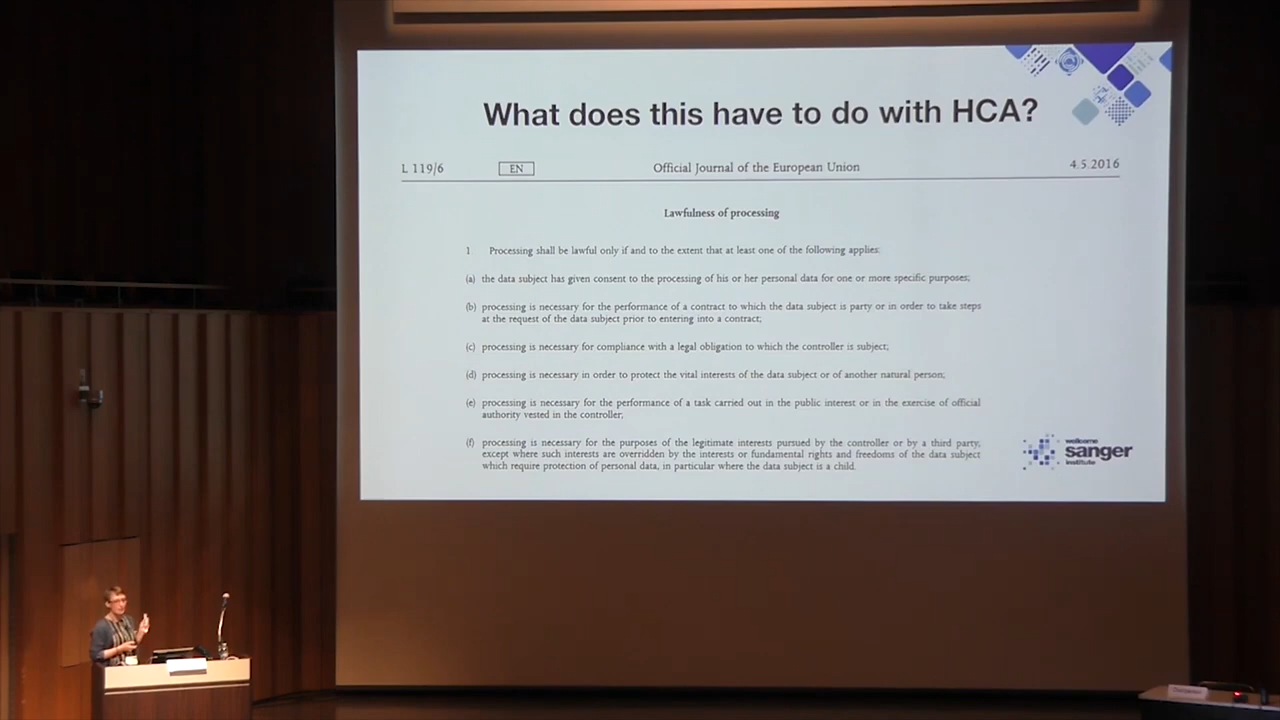 What does this have to do with HCA?
L 119/6 EN Official Journal of the European Union 4.5.2016
Lawfulness of processing
1 Processing shall be lawful only if and to the extent that at least one of the following applies:
(a) the data subject has given consent to the processing of his or her personal data for one or more specific purposes;
(b) processing is necessary for the performance of a contract to which the data subject is party or in order to take steps
at the request of the data subject prior to entering into a contract;
(c) processing is necessary for compliance with a legal obligation to which the controller is subject;
(d) processing is necessary in order to protect the vital interests of the data subject or of another natural person;
(e) processing is necessary for the performance of a task carried out in the public interest or in the exercise of official
authority vested in the controller;
(f) processing is necessary for the purposes of the legitimate interests pursued by the controller or by a third party,
except where such interests are overridden by the interests or fundamental rights and freedoms of the data subject
which require protection of personal data, in particular where the data subject is a child.
wellcome
sanger
institute